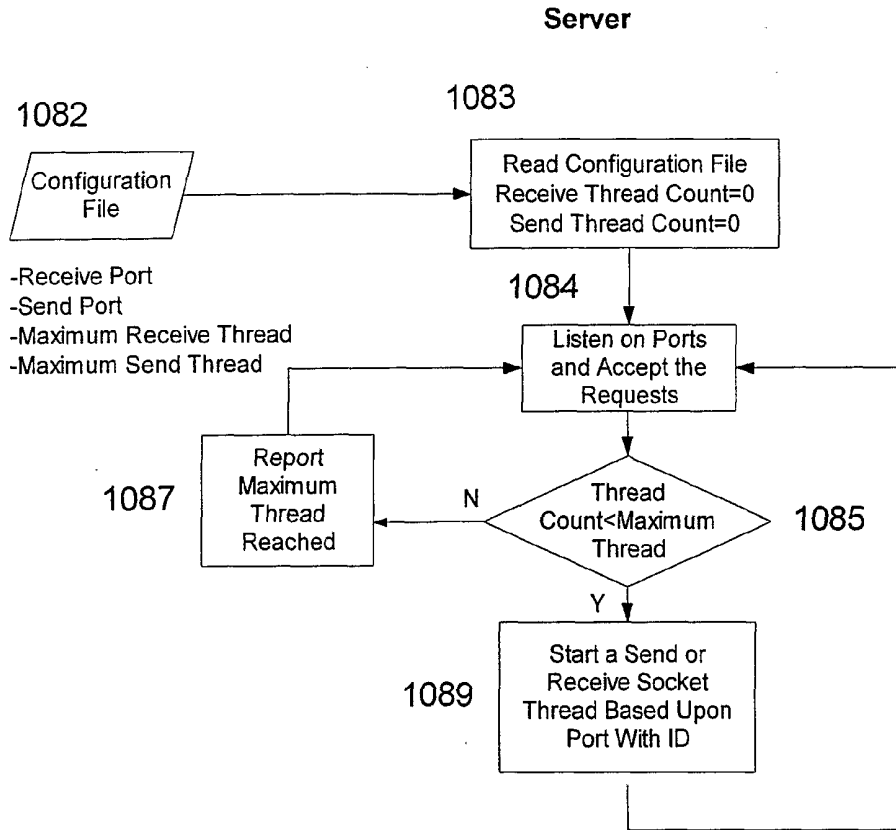 Server
1083
1082
Read Configuration File
Receive Thread Count=0
Send Thread Count=0
Configuration
File
-Receive Port
-Send Port
-Maximum Receive Thread
-Maximum Send Thread
1084
Listen on Ports
and Accept the
Requests
Report
Maximum
Thread
Reached
1087
N
Thread
Count<Maximum
Thread
1085
Y
Start a Send or
Receive Socket
Thread Based Upon
Port With ID
1089